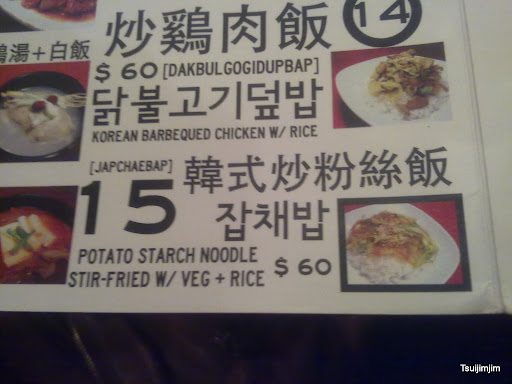 炒鷄肉飯 14
鷄湯+白飯
$ 60 [DAKBULGOGIDUPBAP]
닭불고기덮밥
KOREAN BARBEQUED CHICKEN W/ RICE
[JAPCHAEBAP] 韓式炒粉絲飯
15 잡채밥
POTATO STARCH NOODLE
STIR-FRIED W/ VEG + RICE $ 60
Tsuijimjim